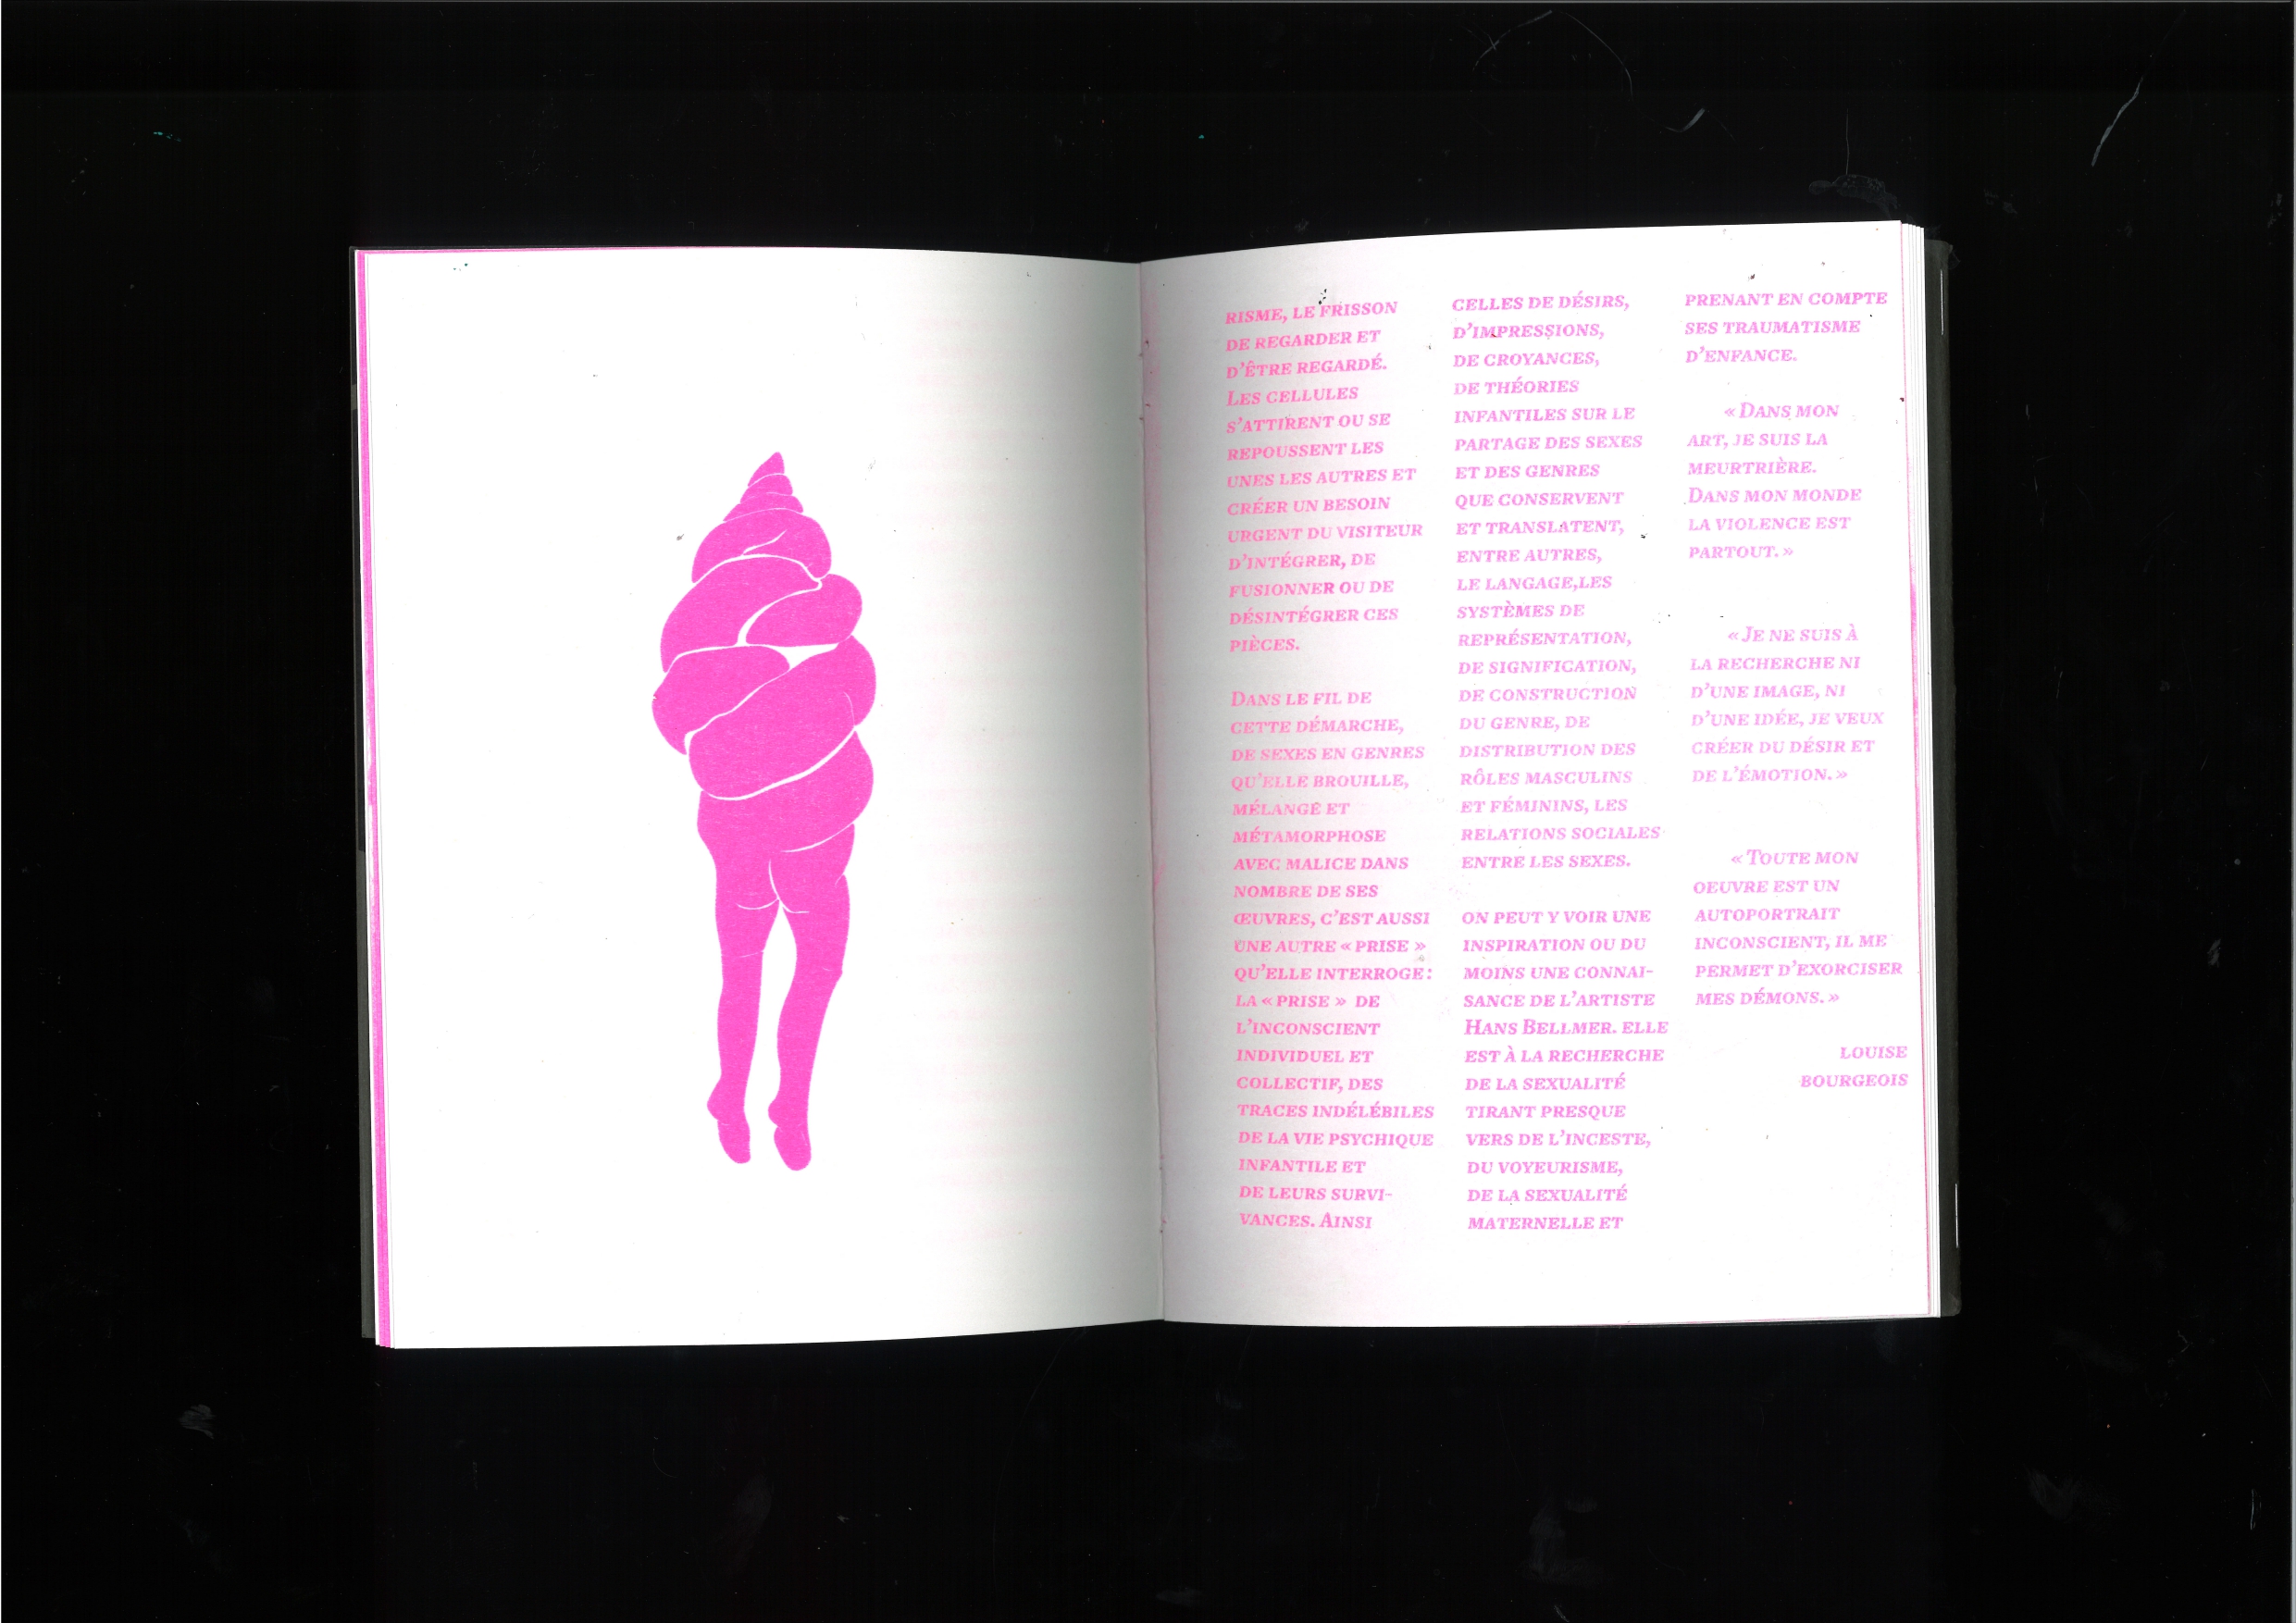 RISME, LE FRISSON
DE REGARDER ET
D'ÊTRE REGARDÉ.
LES CELLULES
S'ATTIRENT OU SE
REPOUSSENT LES
UNES LES AUTRES ET
CRÉER UN BESOIN
URGENT DU VISITEUR
D'INTÉGRER, DE
FUSIONNER OU DE
DÉSINTÉGRER CES
PIÈCES.
DANS LE FIL DE
CETTE DÉMARCHE,
DE SEXES EN GENRES
QU'ELLE BROUILLE,
MÉLANGE ET
MÉTAMORPHOSE
AVEC MALICE DANS
NOMBRE DE SES
ŒUVRES, C'EST AUSSI
UNE AUTRE « PRISE »
QU'ELLE INTERROGE :
LA « PRISE » DE
L'INCONSCIENT
INDIVIDUEL ET
COLLECTIF, DES
TRACES INDÉLÉBILES
DE LA VIE PSYCHIQUE
INFANTILE ET
DE LEURS SURVI-
VANCES. AINSI
CELLES DE DÉSIRS,
D'IMPRESSIONS,
DE CROYANCES,
DE THÉORIES
INFANTILES SUR LE
PARTAGE DES SEXES
ET DES GENRES
QUE CONSERVENT
ET TRANSLATENT,
ENTRE AUTRES,
LE LANGAGE,LES
SYSTÈMES DE
REPRÉSENTATION,
DE SIGNIFICATION,
DE CONSTRUCTION
DU GENRE, DE
DISTRIBUTION DES
RÔLES MASCULINS
ET FÉMININS, LES
RELATIONS SOCIALES
ENTRE LES SEXES.
ON PEUT Y VOIR UNE
INSPIRATION OU DU
MOINS UNE CONNAI-
SANCE DE L'ARTISTE
HANS BELLMER. ELLE
EST À LA RECHERCHE
DE LA SEXUALITÉ
TIRANT PRESQUE
VERS DE L'INCESTE,
DU VOYEURISME,
DE LA SEXUALITÉ
MATERNELLE ET
PRENANT EN COMPTE
SES TRAUMATISME
D'ENFANCE.
« DANS MON
ART, JE SUIS LA
MEURTRIÈRE.
DANS MON MONDE
LA VIOLENCE EST
PARTOUT. »
« JE NE SUIS À
LA RECHERCHE NI
D'UNE IMAGE, NI
D'UNE IDÉE, JE VEUX
CRÉER DU DÉSIR ET
DE L'ÉMOTION. »
« TOUTE MON
OEUVRE EST UN
AUTOPORTRAIT
INCONSCIENT, IL ME
PERMET D'EXORCISER
MES DÉMONS. »
LOUISE
BOURGEOIS